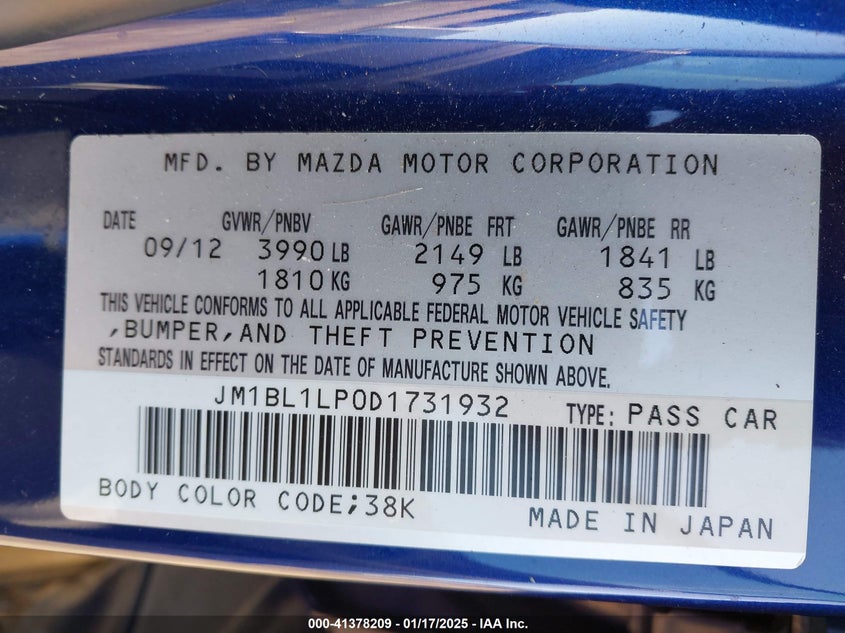 MFD. BY MAZDA MOTOR CORPORATION
DATE GVWR/PNBV GAWR/PNBE FRT GAWR/PNBE RR
09/12 3990 LB 2149 LB 1841 LB
1810 KG 975 KG 835 KG
THIS VEHICLE CONFORMS TO ALL APPLICABLE FEDERAL MOTOR VEHICLE SAFETY
,BUMPER,AND THEFT PREVENTION
STANDARDS IN EFFECT ON THE DATE OF MANUFACTURE SHOWN ABOVE.
JM1BL1LP0D1731932 TYPE: PASS CAR
BODY COLOR CODE;38K
MADE IN JAPAN
000-41378209 - 01/17/2025 - IAA Inc.